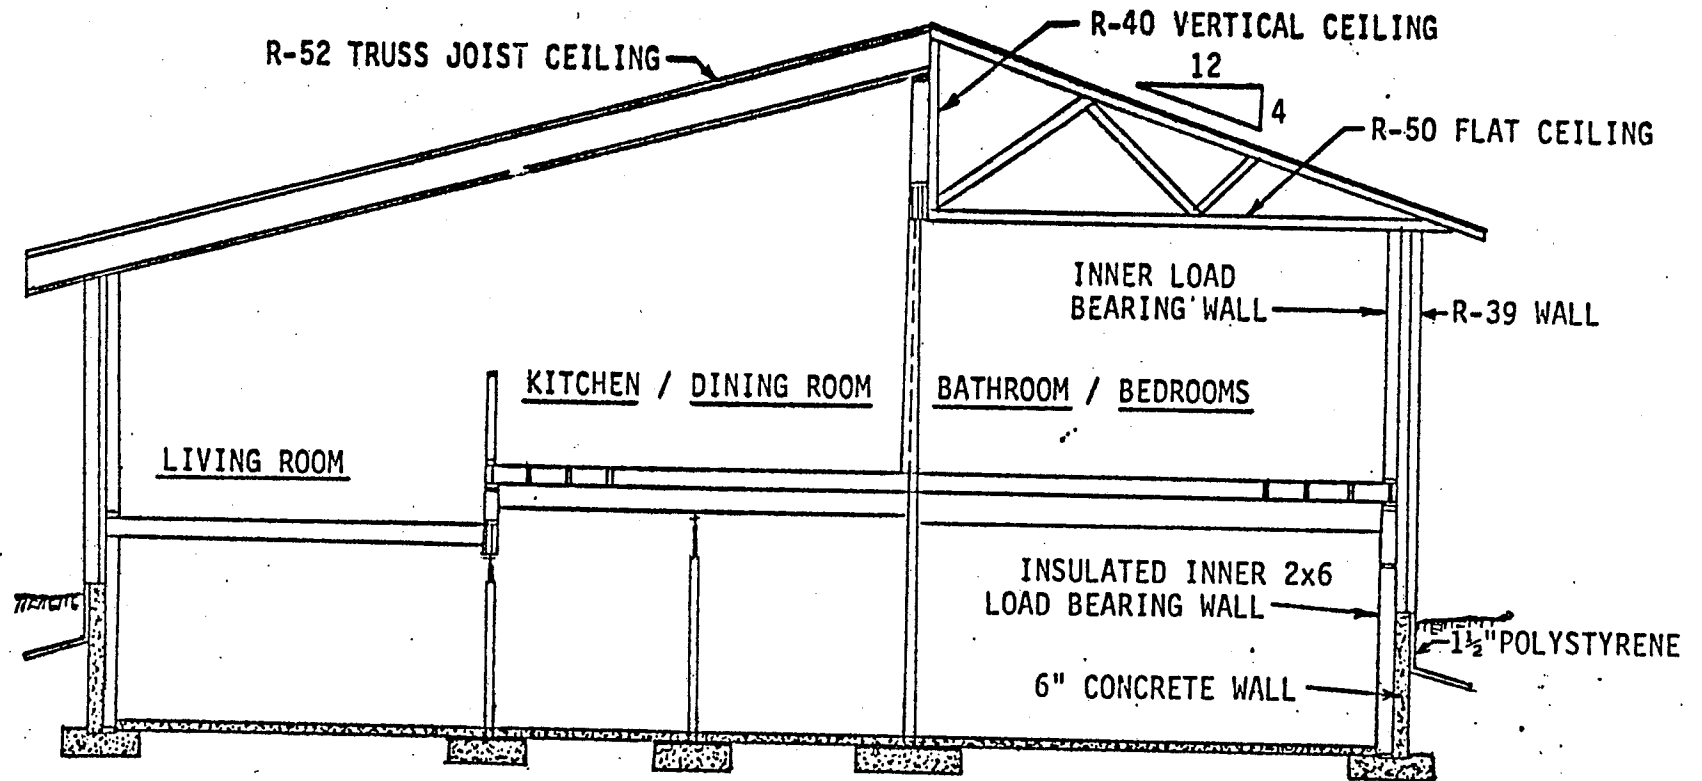 R-40 VERTICAL CEILING
R-52 TRUSS JOIST CEILING
12
4
R-50 FLAT CEILING
INNER LOAD
BEARING WALL
R-39 WALL
KITCHEN / DINING ROOM
BATHROOM / BEDROOMS
LIVING ROOM
INSULATED INNER 2x6
LOAD BEARING WALL
1½" POLYSTYRENE
6" CONCRETE WALL